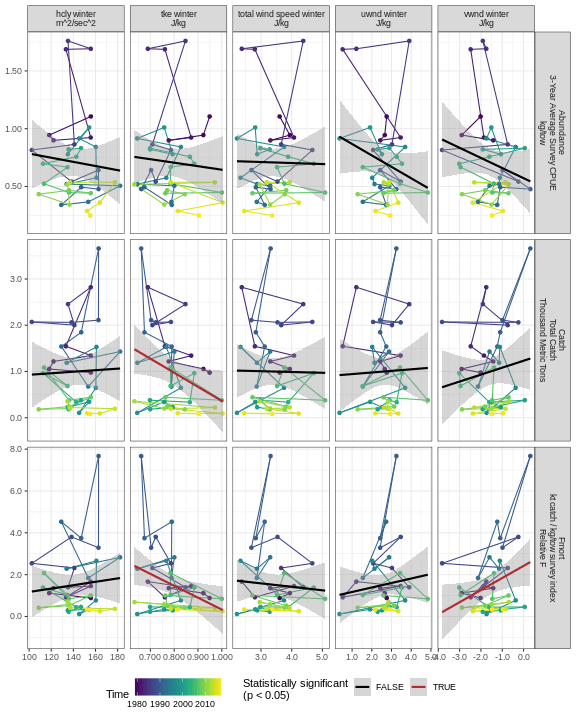 hcly winter
m^2/sec^2
tke winter
J/kg
total wind speed winter
J/kg
uwnd winter
J/kg
vwnd winter
J/kg
1.50
1.00
0.50
Abundance
3-Year Average Survey CPUE
kg/tow
3.0
2.0
1.0
0.0
Catch
Total Catch
Thousand Metric Tons
8.0
6.0
4.0
2.0
0.0
Fmort
kt catch / kg/tow survey index
Relative F
100 120 140 160 180
0.700 0.800 0.900 1.000
3.0 4.0 5.0
1.0 2.0 3.0 4.0 5.0
-4.0 -3.0 -2.0 -1.0 0.0
Time
1980 1990 2000 2010
Statistically significant
(p < 0.05)
FALSE
TRUE